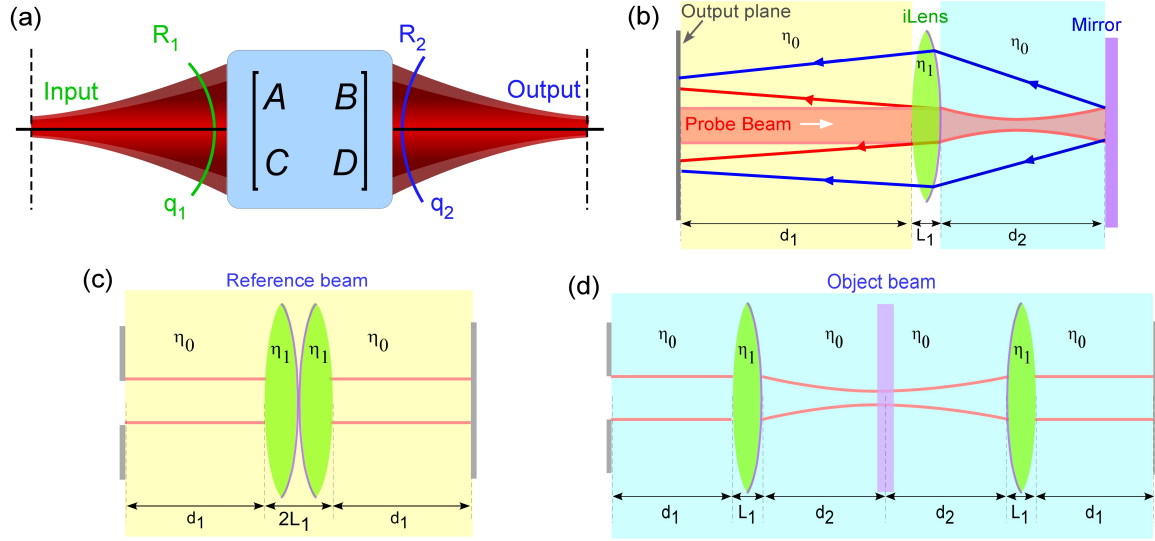 (a)
R₁
R₂
Input
Output
A B
C D
q₁
q₂
(b)
Output plane
iLens
Mirror
η₀
η₀
η₁
Probe Beam
d₁
L₁
d₂
(c)
Reference beam
η₀
η₁
η₁
η₀
d₁
2L₁
d₁
(d)
Object beam
η₀
η₁
η₀
η₀
η₁
η₀
d₁
L₁
d₂
d₂
L₁
d₁